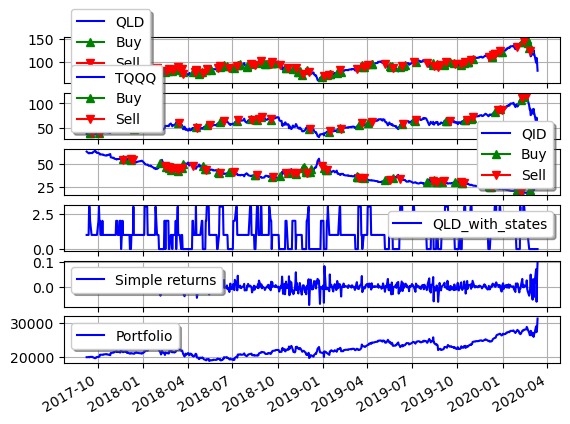 QLD
Buy
Sell
150
100
TQQQ
Buy
Sell
100
50
QID
Buy
Sell
50
25
QLD_with_states
2.5
0.0
Simple returns
0.1
0.0
Portfolio
30000
20000
2017-10
2018-01
2018-04
2018-07
2018-10
2019-01
2019-04
2019-07
2019-10
2020-01
2020-04